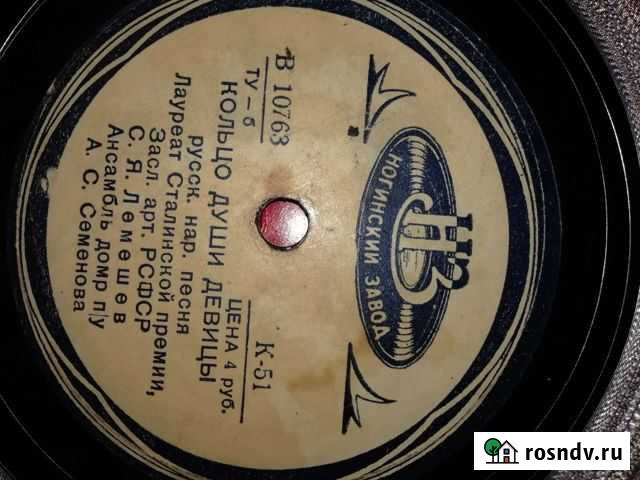 НЗ
НОГИНСКИЙ ЗАВОД
В 10763
ТУ-б
К-51
ЦЕНА 4 руб.
КОЛЬЦО ДУШИ ДЕВИЦЫ
русск. нар. песня
Лауреат Сталинской премии,
Засл. арт. РСФСР
С. Я. Лемешев
Ансамбль домр п/у
А. С. Семенова
rosndv.ru